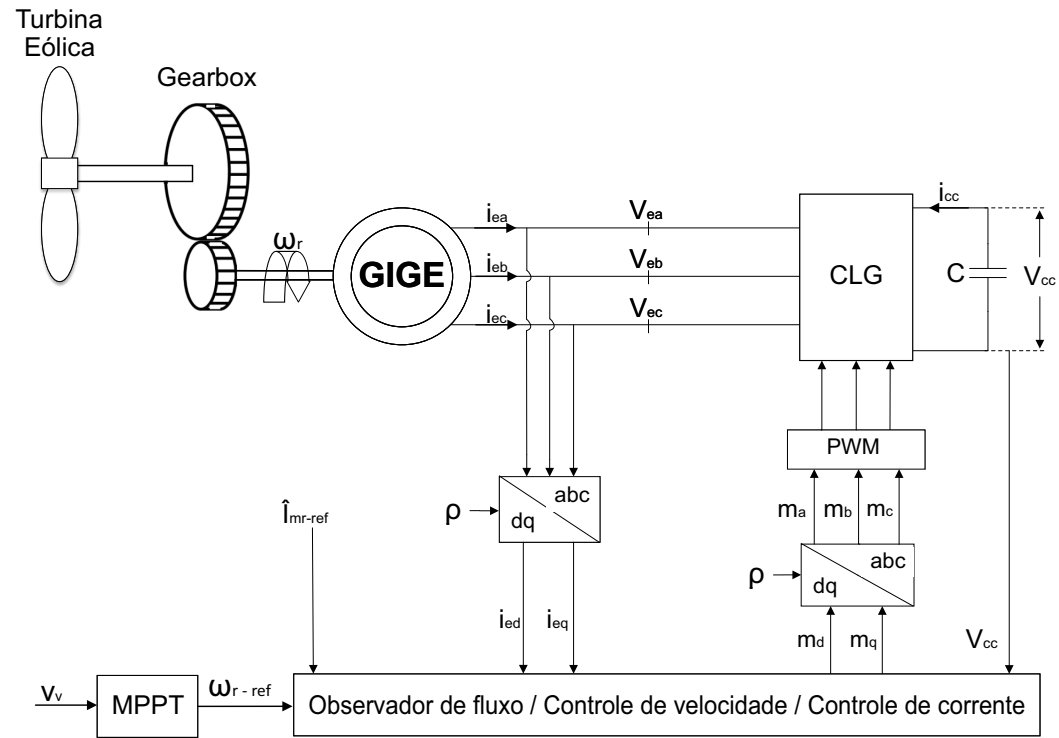 Turbina
Eólica
Gearbox
ωr
GIGE
iea
ieb
iec
Vea
Veb
Vec
CLG
icc
C
Vcc
PWM
ma
mb
mc
abc
dq
ρ
abc
dq
ρ
Îmr-ref
ied
ieq
md
mq
Vcc
vv
MPPT
ωr - ref
Observador de fluxo / Controle de velocidade / Controle de corrente